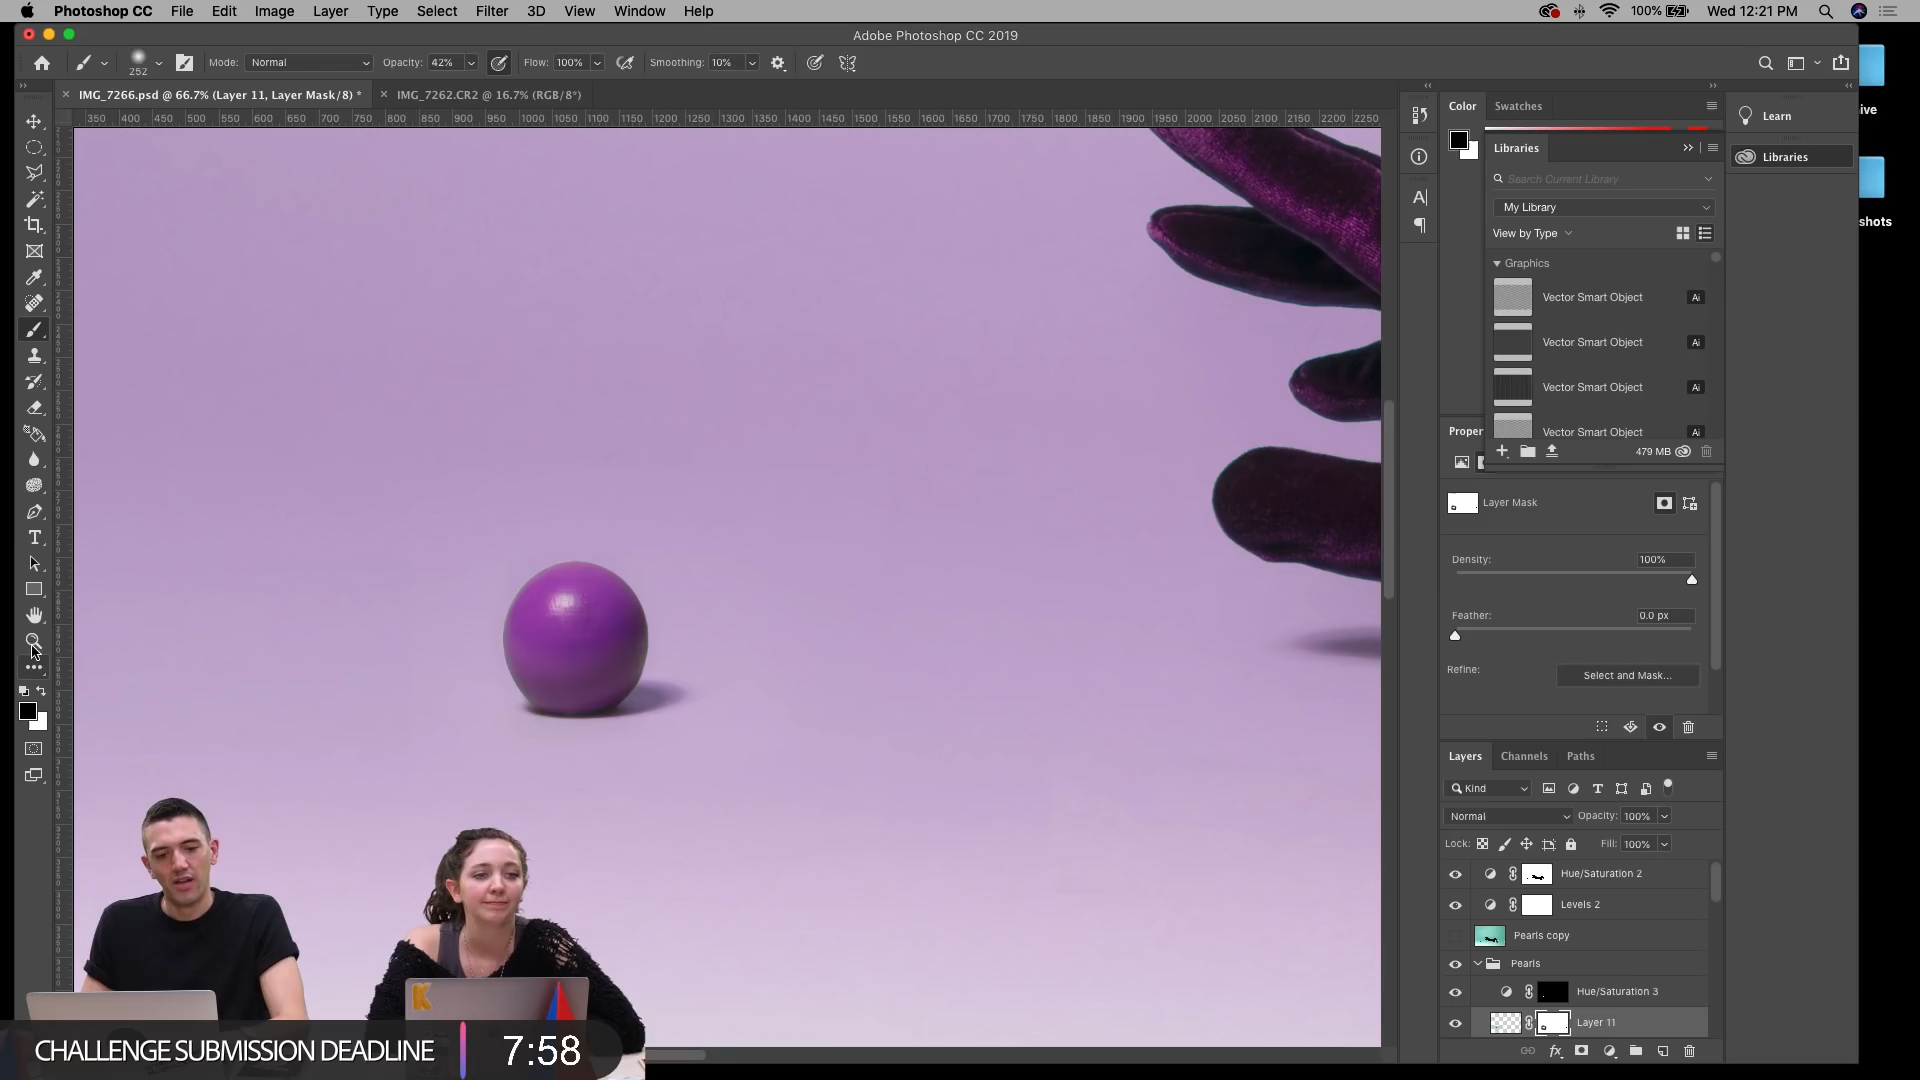 Photoshop CC File Edit Image Layer Type Select Filter 3D View Window Help 100% Wed 12:21 PM
Adobe Photoshop CC 2019
252 Mode: Normal Opacity: 42% Flow: 100% Smoothing: 10%
IMG_7266.psd @ 66.7% (Layer 11, Layer Mask/8) * IMG_7262.CR2 @ 16.7% (RGB/8*)
350 400 450 500 550 600 650 700 750 800 850 900 950 1000 1050 1100 1150 1200 1250 1300 1350 1400 1450 1500 1550 1600 1650 1700 1750 1800 1850 1900 1950 2000 2050 2100 2150 2200 2250
Color Swatches
Learn
ive
Libraries
Libraries
Search Current Library
My Library
shots
View by Type
Graphics
Vector Smart Object Ai
Vector Smart Object Ai
Vector Smart Object Ai
Vector Smart Object Ai
Proper
479 MB
Layer Mask
Density: 100%
Feather: 0.0 px
Refine: Select and Mask...
Layers Channels Paths
Kind
Normal Opacity: 100%
Lock: Fill: 100%
Hue/Saturation 2
Levels 2
Pearls copy
Pearls
Hue/Saturation 3
Layer 11
fx
K
CHALLENGE SUBMISSION DEADLINE 7:58